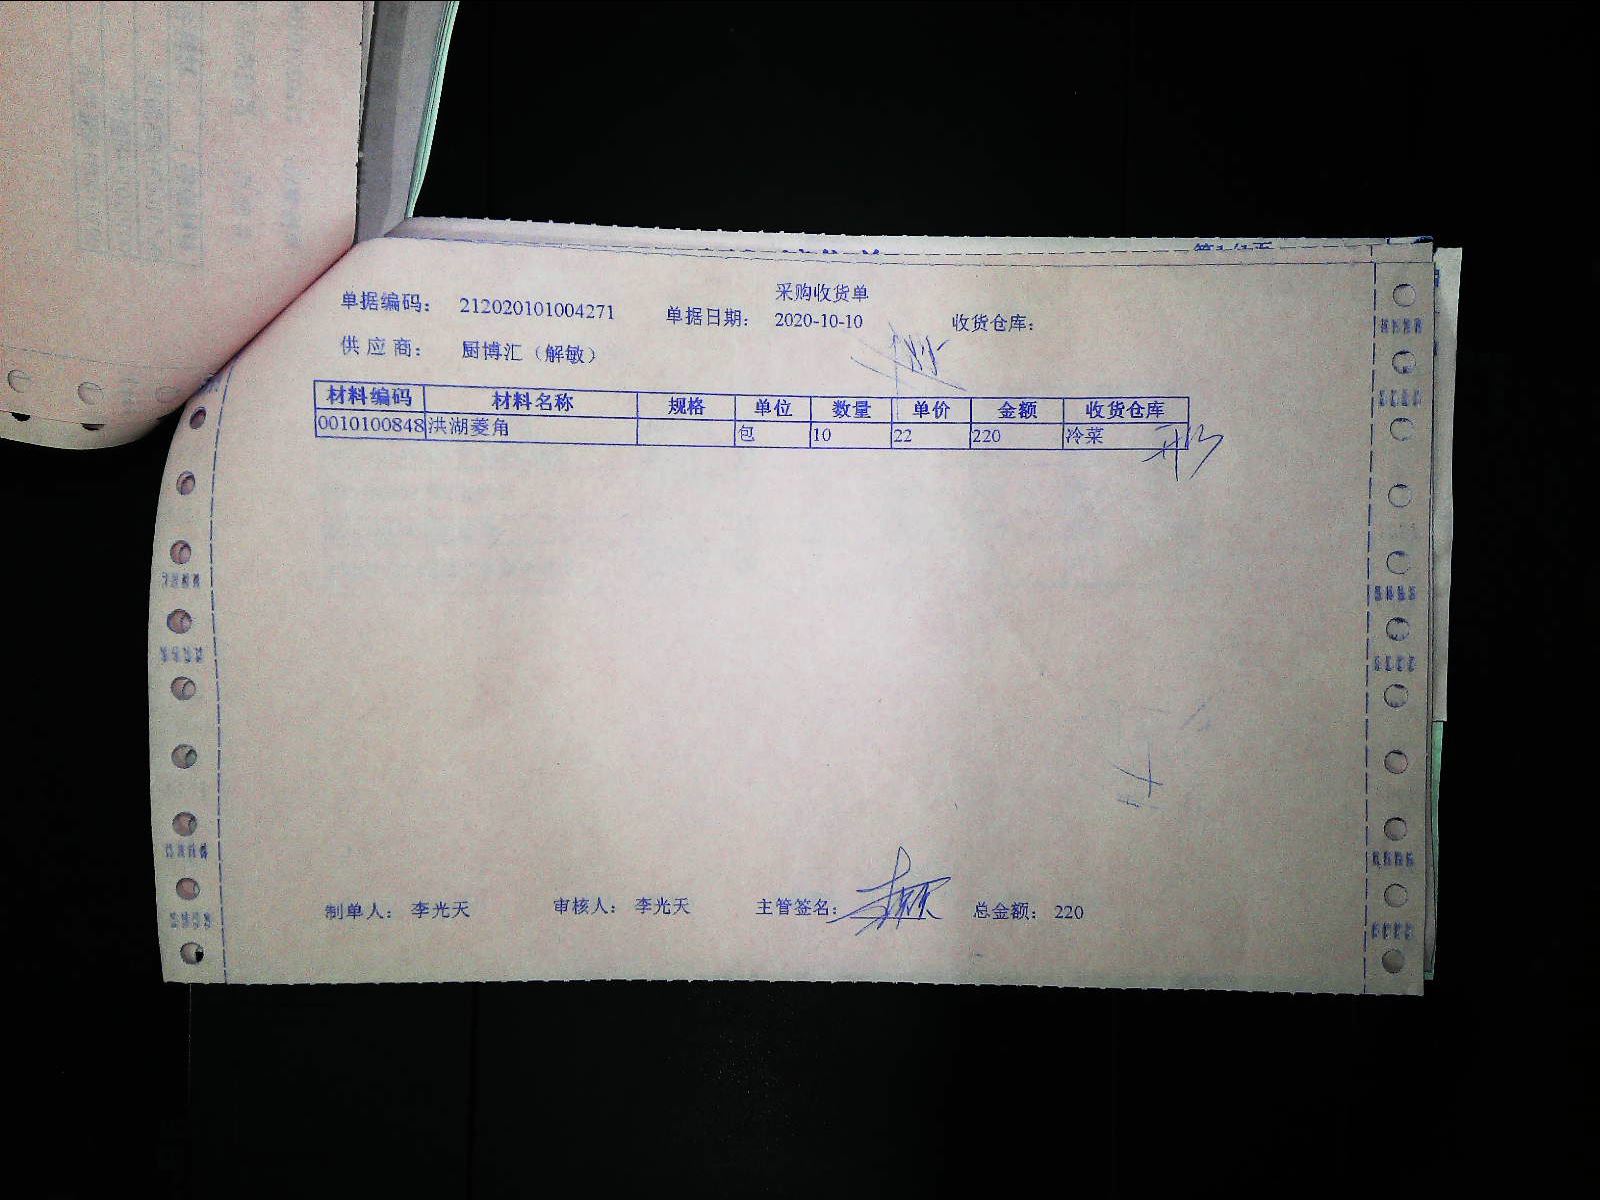 采购收货单
单据编码： 212020101004271 单据日期： 2020-10-10 收货仓库：
供应商： 厨博汇（解敏）
材料编码 材料名称 规格 单位 数量 单价 金额 收货仓库
0010100848 洪湖菱角 包 10 22 220 冷菜
制单人： 李光天 审核人： 李光天 主管签名： 总金额： 220